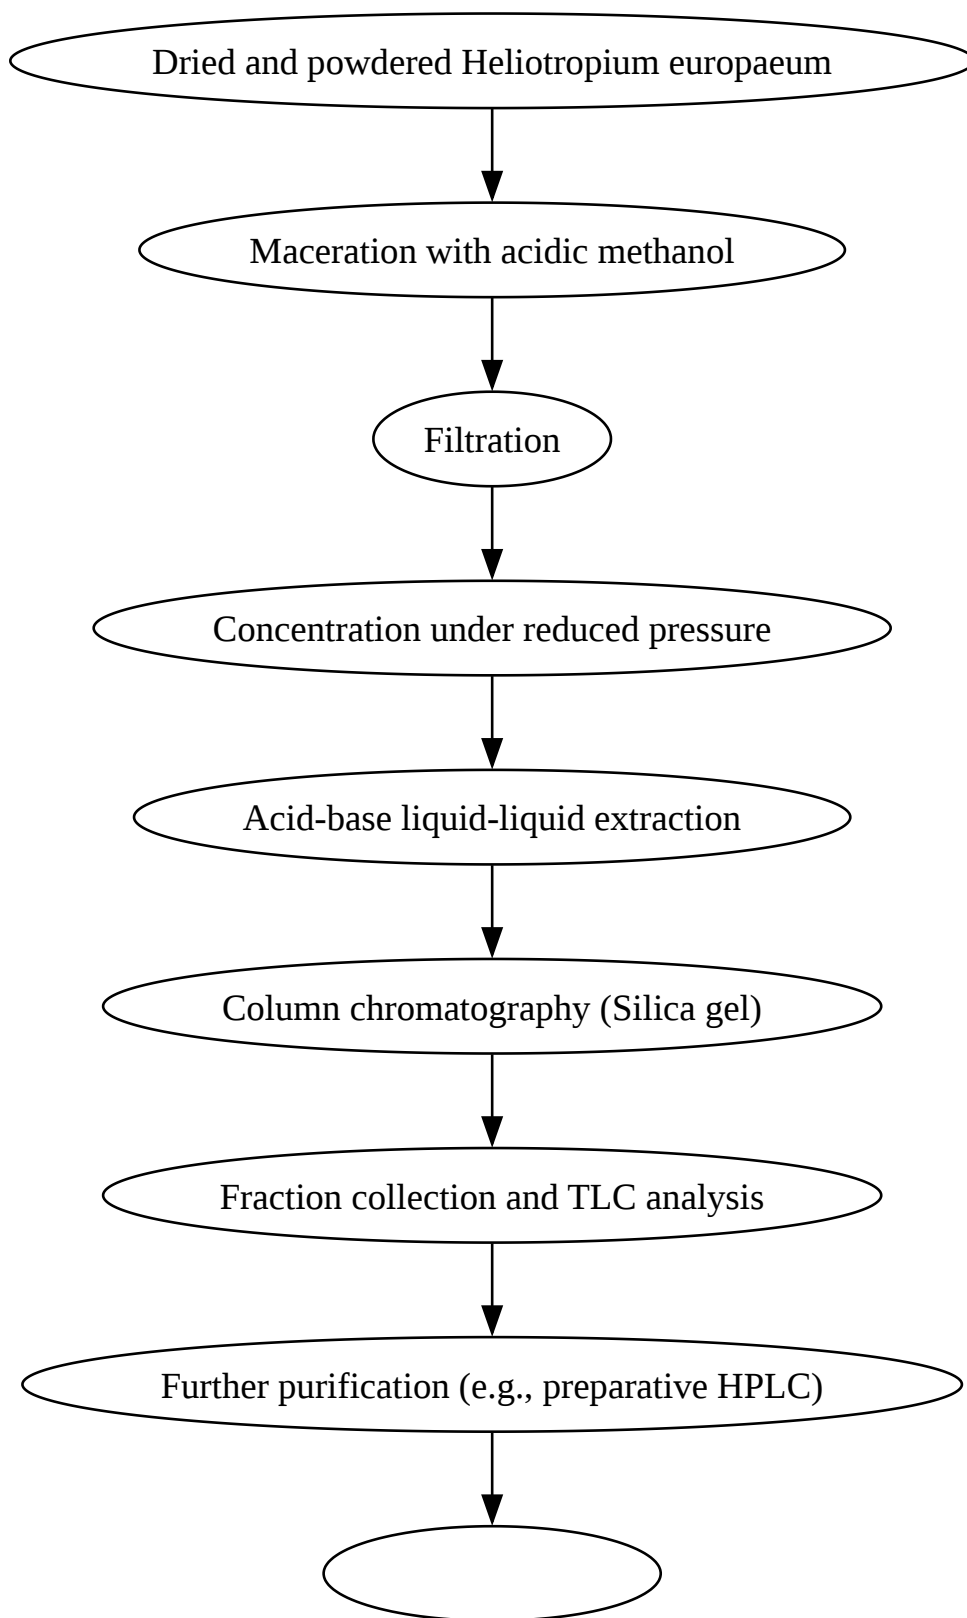 Dried and powdered Heliotropium europaeum
Maceration with acidic methanol
Filtration
Concentration under reduced pressure
Acid-base liquid-liquid extraction
Column chromatography (Silica gel)
Fraction collection and TLC analysis
Further purification (e.g., preparative HPLC)